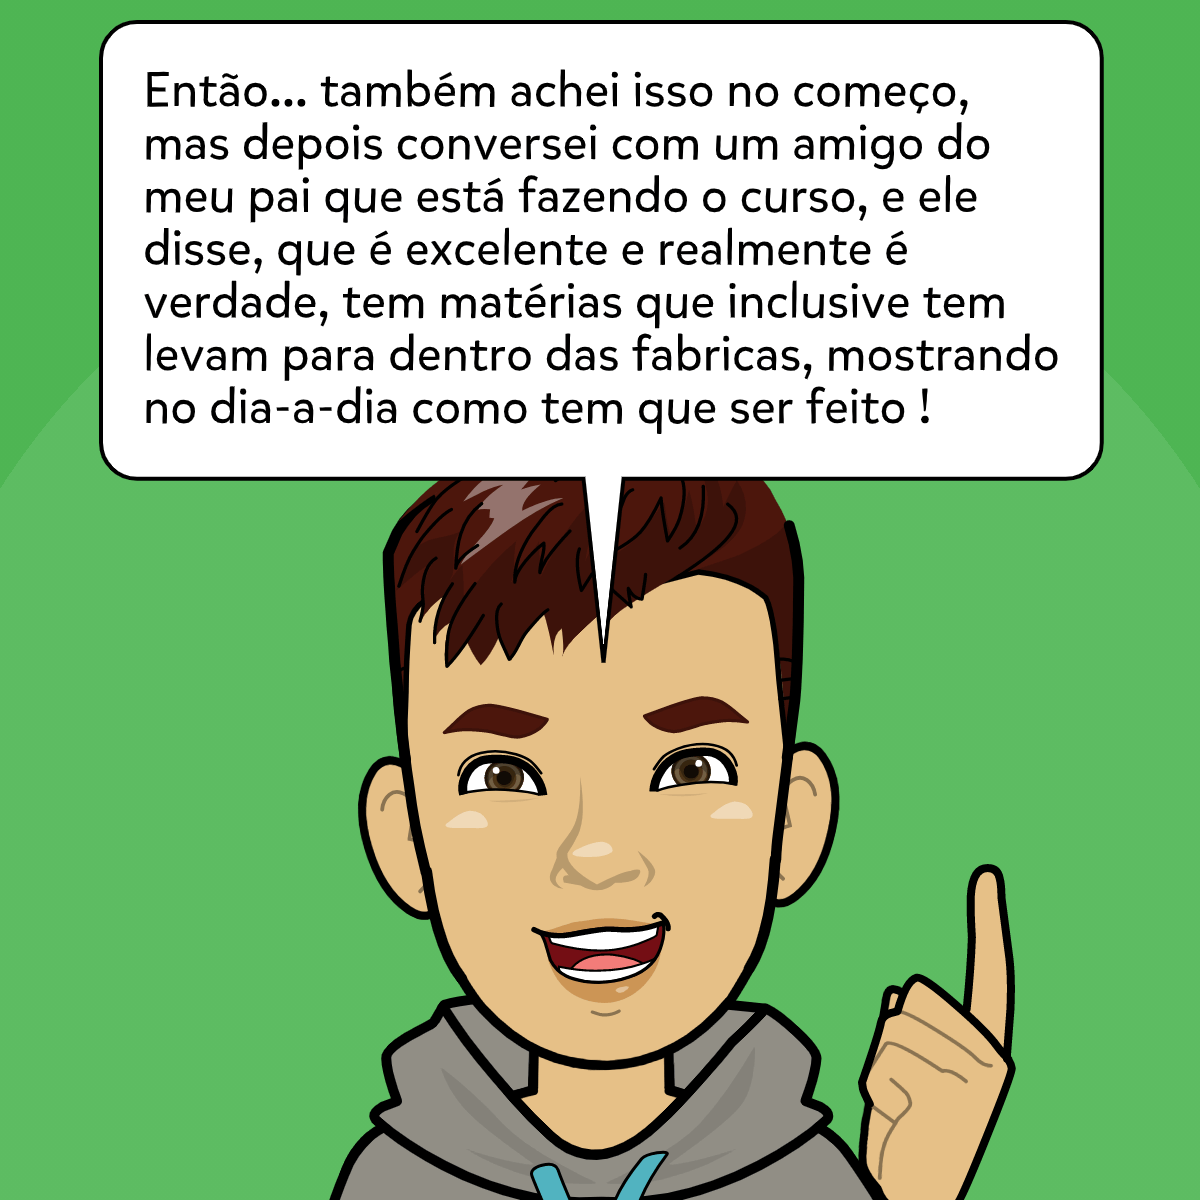 Então... também achei isso no começo,
mas depois conversei com um amigo do
meu pai que está fazendo o curso, e ele
disse, que é excelente e realmente é
verdade, tem matérias que inclusive tem
levam para dentro das fabricas, mostrando
no dia-a-dia como tem que ser feito !